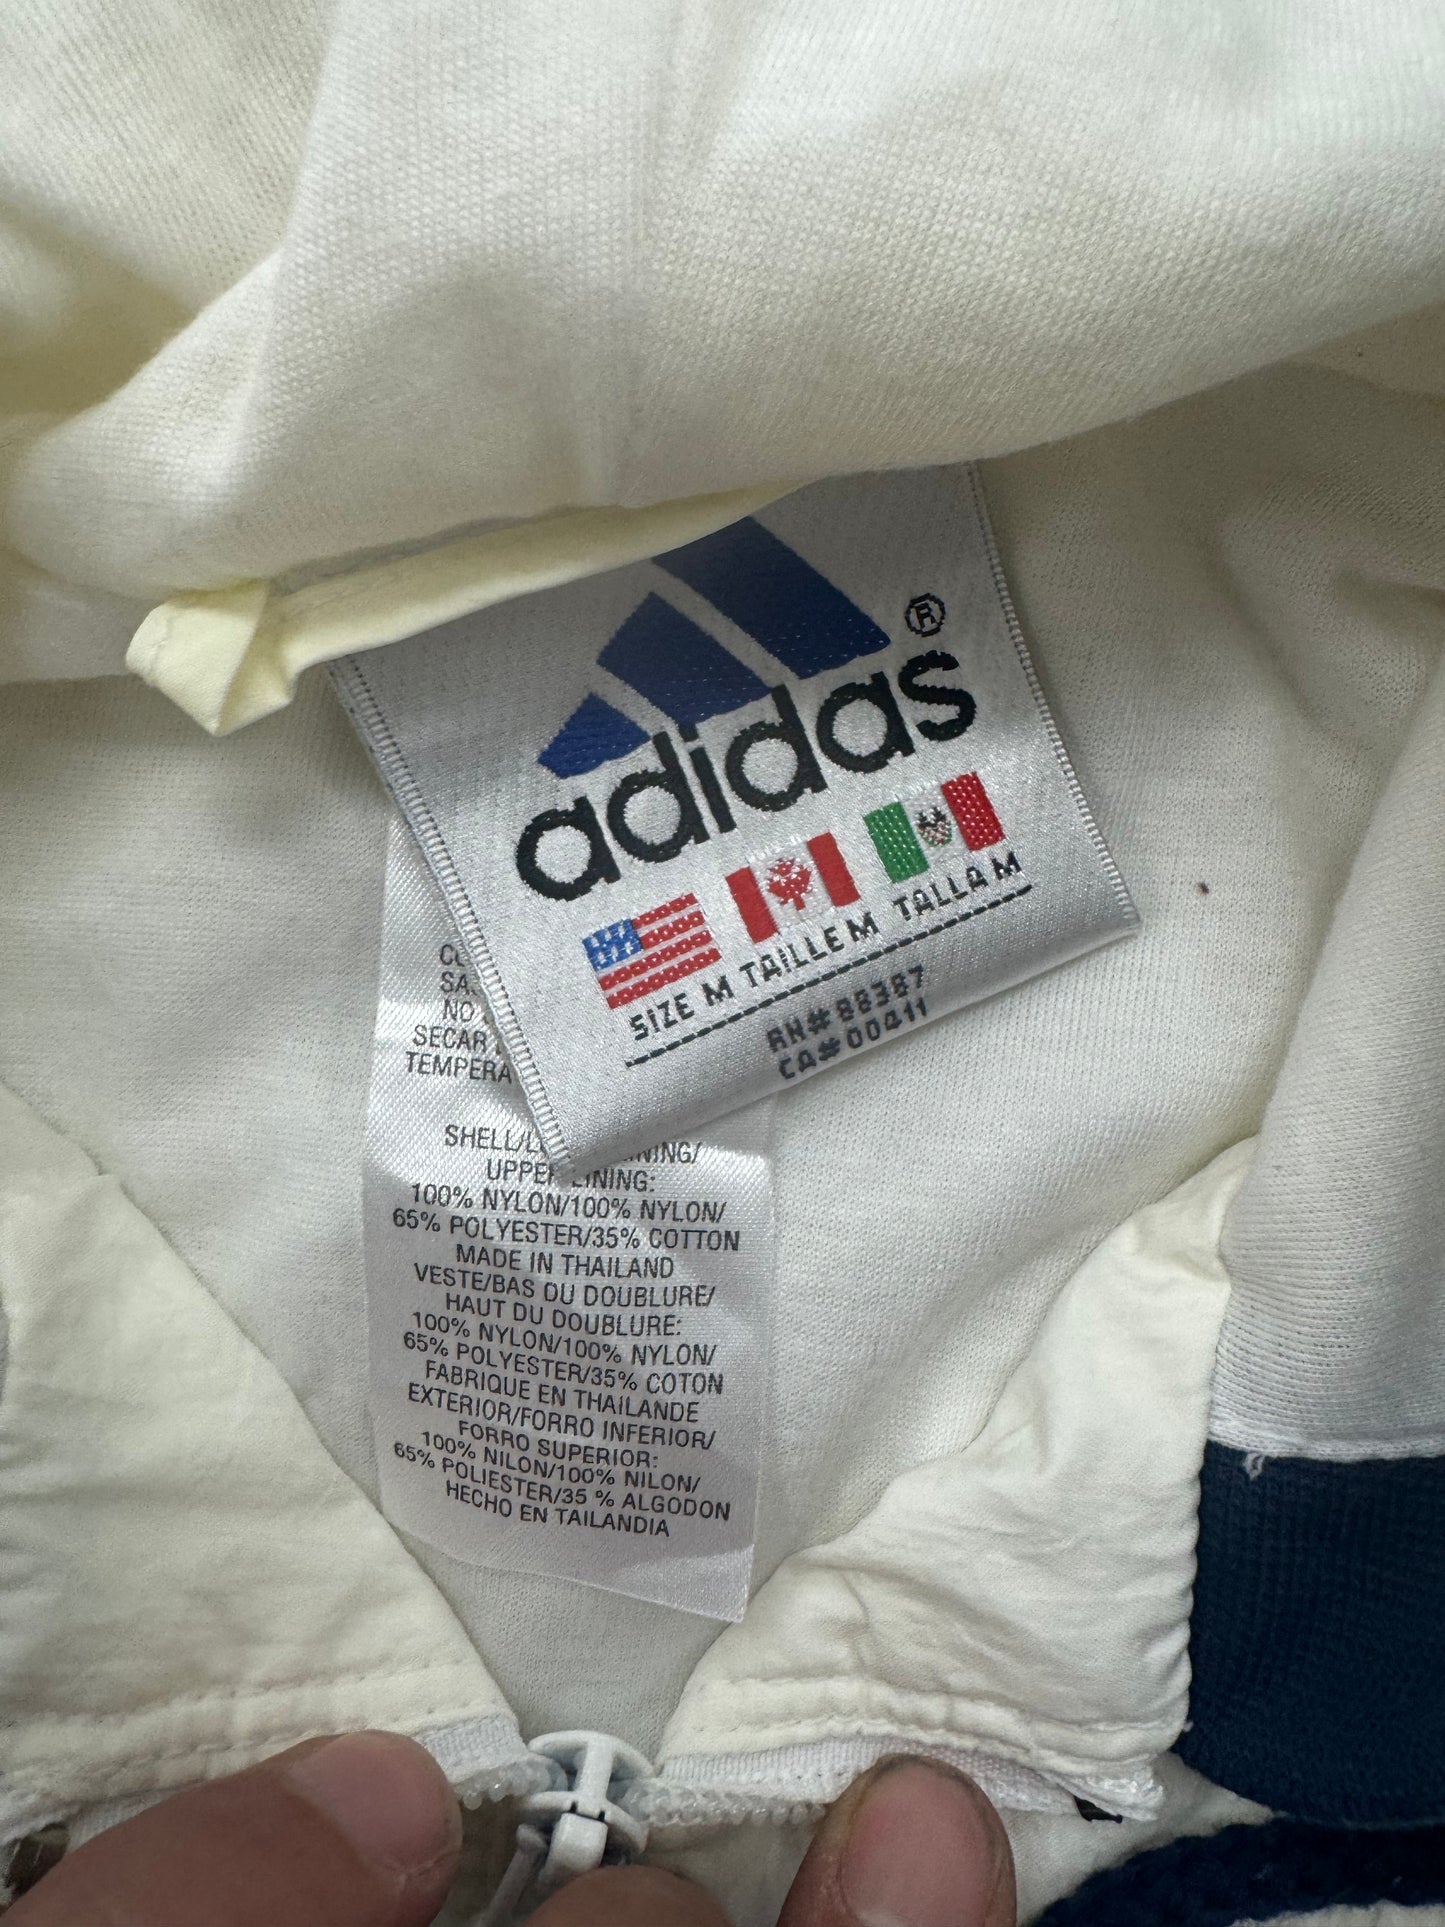 ®
adidas
SIZE M TAILLE M TALLA M
RN# 88387
CA# 00411
NO
SECAR
SHELL/
UPPER LINING:
100% NYLON/100% NYLON/
65% POLYESTER/35% COTTON
MADE IN THAILAND
VESTE/BAS DU DOUBLURE/
HAUT DU DOUBLURE:
100% NYLON/100% NYLON/
65% POLYESTER/35% COTON
FABRIQUE EN THAILANDE
EXTERIOR/FORRO INFERIOR/
FORRO SUPERIOR:
100% NILON/100% NILON/
65% POLIESTER/35 % ALGODON
HECHO EN TAILANDIA